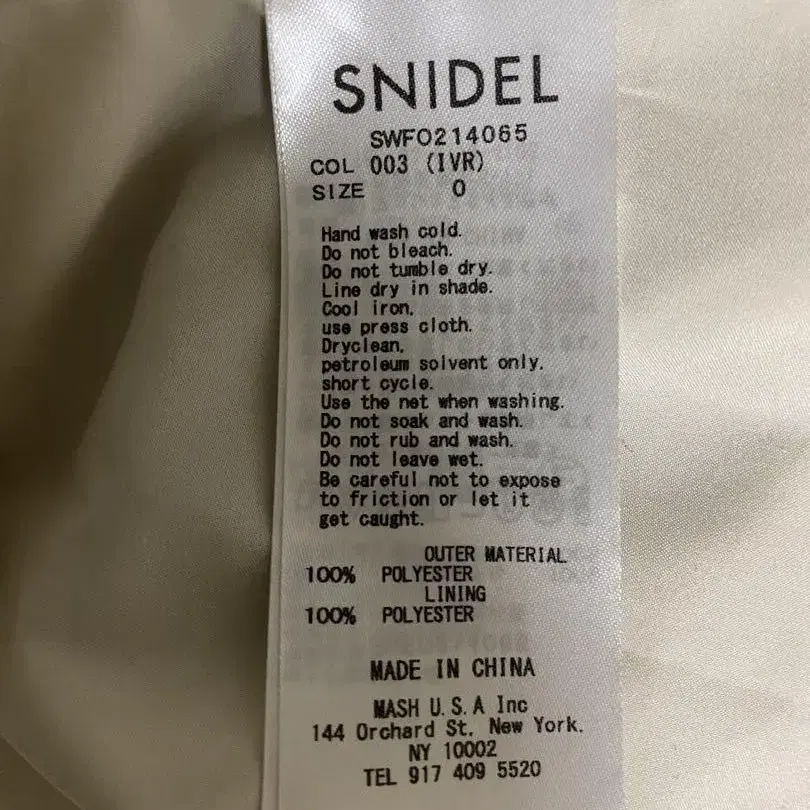 SNIDEL
SWFO214065
COL 003 (IVR)
SIZE 0
Hand wash cold.
Do not bleach.
Do not tumble dry.
Line dry in shade.
Cool iron.
use press cloth.
Dryclean.
petroleum solvent only.
short cycle.
Use the net when washing.
Do not soak and wash.
Do not rub and wash.
Do not leave wet.
Be careful not to expose
to friction or let it
get caught.
OUTER MATERIAL
100% POLYESTER
LINING
100% POLYESTER
MADE IN CHINA
MASH U.S.A Inc
144 Orchard St. New York.
NY 10002
TEL 917 409 5520